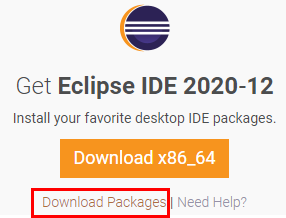 Get Eclipse IDE 2020-12
Install your favorite desktop IDE packages.
Download x86_64
Download Packages | Need Help?